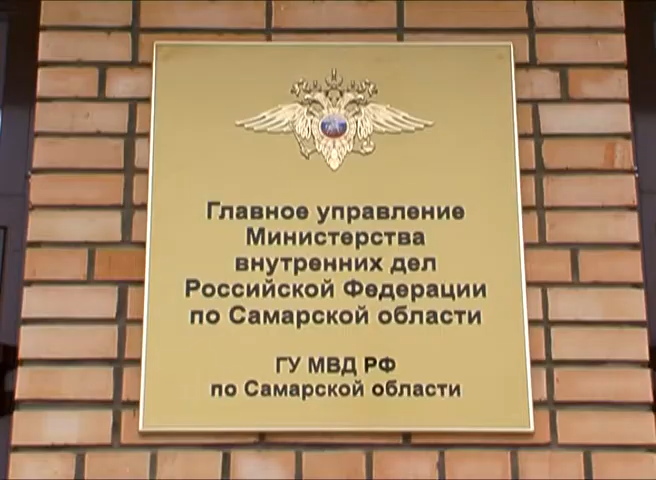 Главное управление
Министерства
внутренних дел
Российской Федерации
по Самарской области
ГУ МВД РФ
по Самарской области